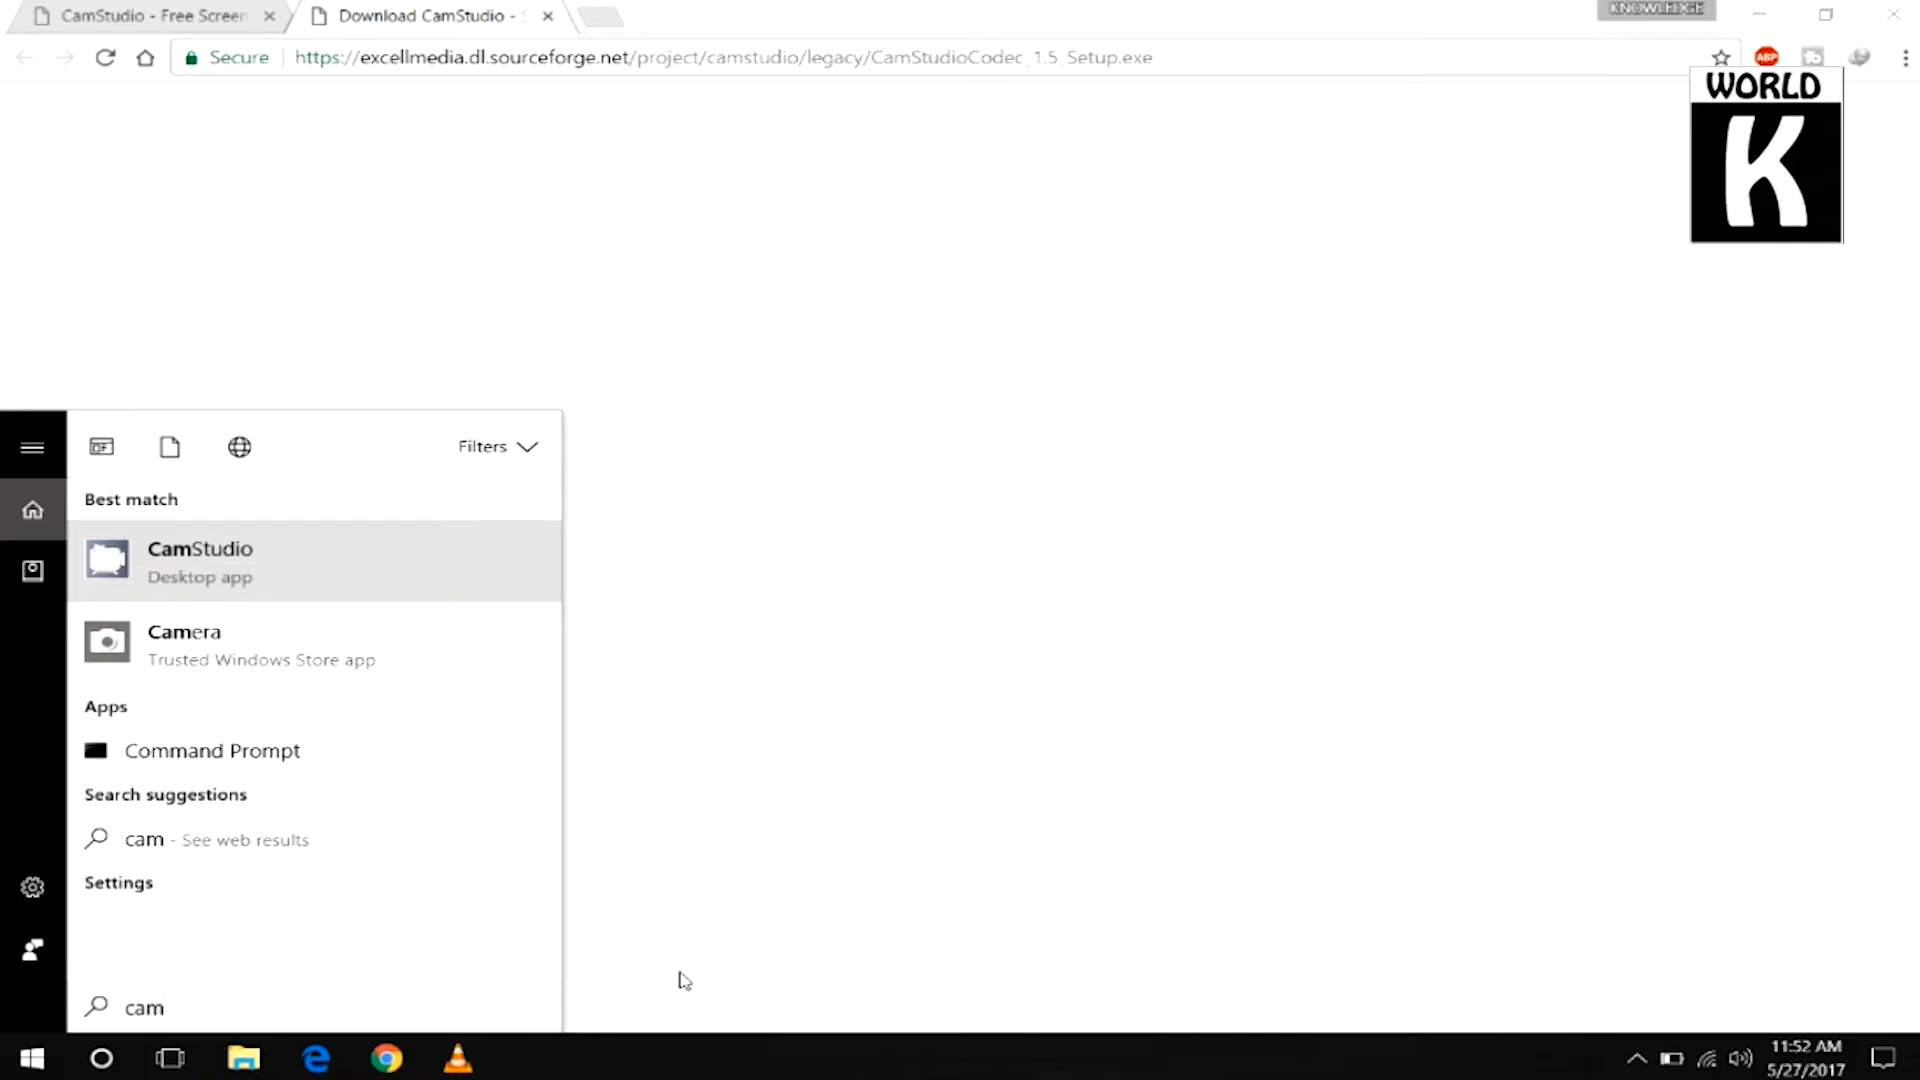 CamStudio - Free Screen
Download CamStudio -
KNOWLEDGE
Secure
https://excellmedia.dl.sourceforge.net/project/camstudio/legacy/CamStudioCodec_1.5_Setup.exe
ABP
WORLD
K
Filters
Best match
CamStudio
Desktop app
Camera
Trusted Windows Store app
Apps
Command Prompt
Search suggestions
cam - See web results
Settings
cam
11:52 AM
5/27/2017